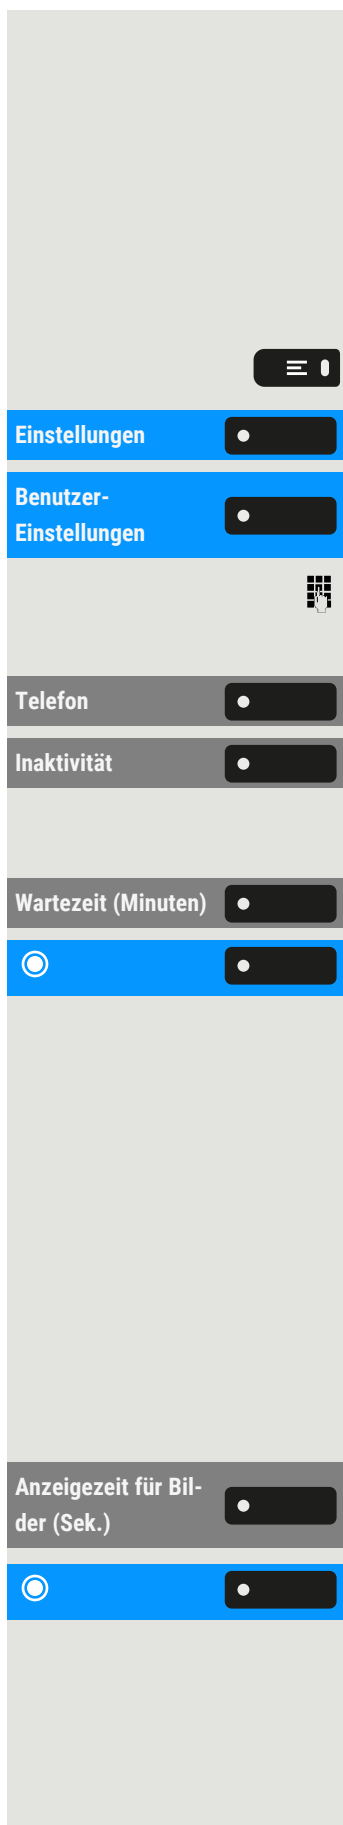 Einstellungen
Benutzer-
Einstellungen
Telefon
Inaktivität
Wartezeit (Minuten)
Anzeigezeit für Bil-
der (Sek.)